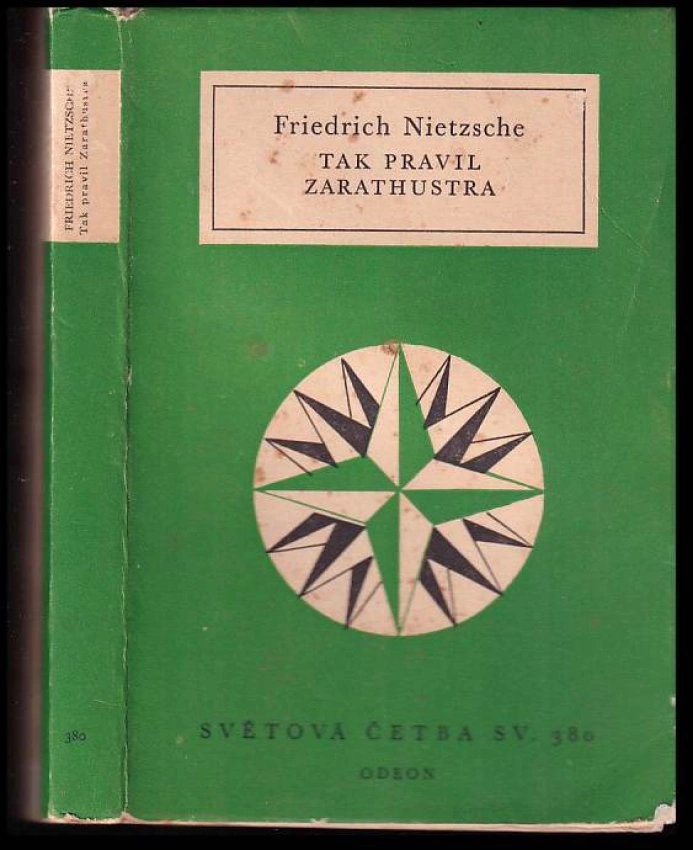 FRIEDRICH NIETZSCHE
Tak pravil Zarathustra
380
Friedrich Nietzsche
TAK PRAVIL
ZARATHUSTRA
SVĚTOVÁ ČETBA SV. 380
ODEON